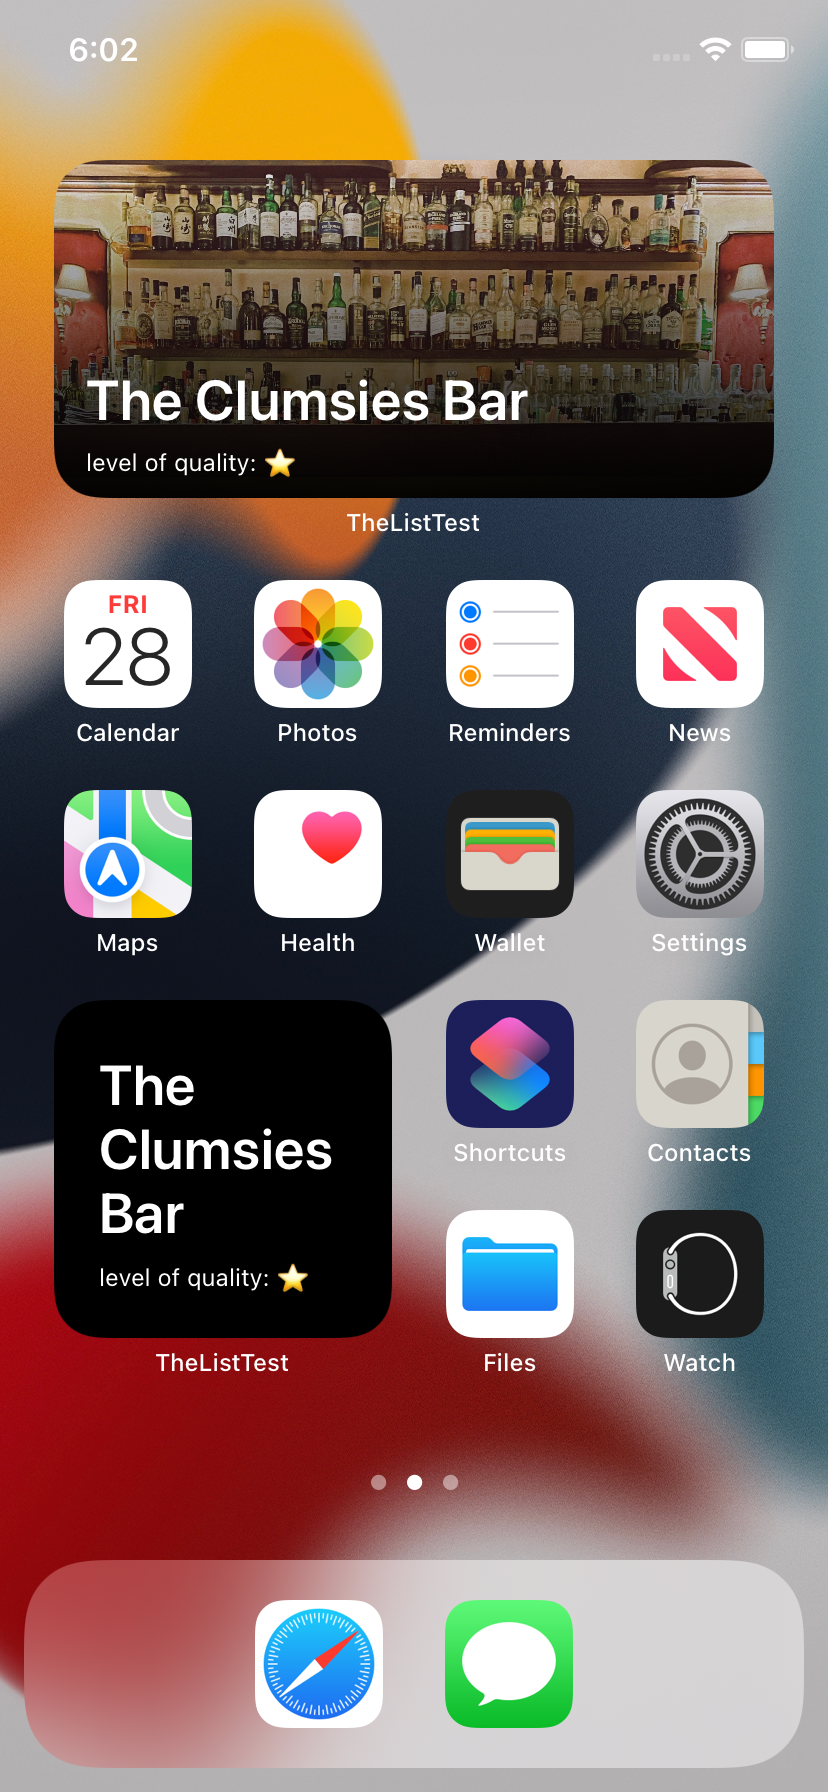 6:02
The Clumsies Bar
level of quality: ⭐
TheListTest
FRI
28
Calendar
Photos
Reminders
News
Maps
Health
Wallet
Settings
The
Clumsies
Bar
level of quality: ⭐
TheListTest
Shortcuts
Contacts
Files
Watch